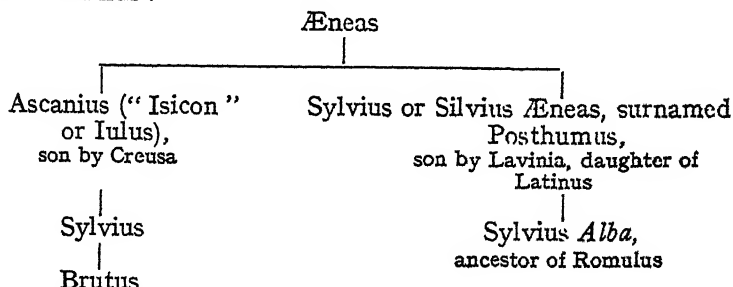 Æneas
Ascanius (“ Isicon ”
or Iulus),
son by Creusa
Sylvius
Brutus
Sylvius or Silvius Æneas, surnamed
Posthumus,
son by Lavinia, daughter of
Latinus
Sylvius Alba,
ancestor of Romulus